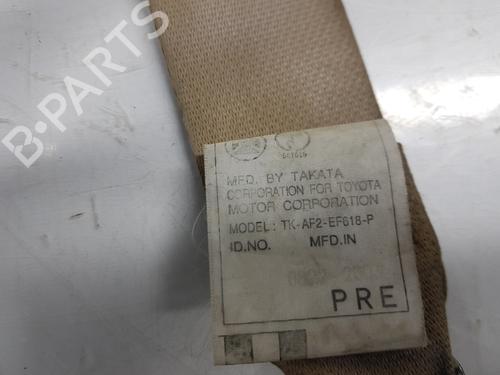 B-PARTS
MFD. BY TAKATA
CORPORATION FOR TOYOTA
MOTOR CORPORATION
MODEL: TK-AF2-EF618-P
ID.NO. MFD.IN
PRE